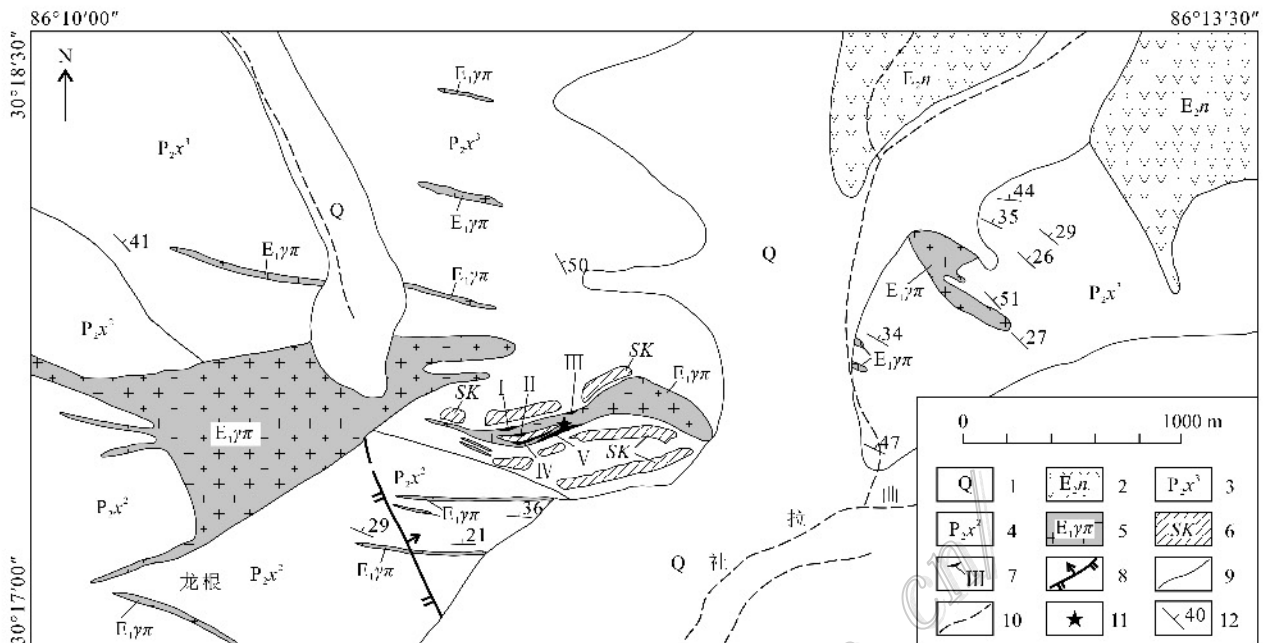 86°10′00″
86°13′30″
30°18′30″
N
E₁γπ
E₂n
E₂n
P₂x³
P₂x³
44
35
Q
E₁γπ
29
41
E₁γπ
26
50
Q
E₁γπ
E₁γπ
P₂x³
51
P₂x²
27
34
III
SK
E₁γπ
II
I
E₁γπ
SK
0 1000 m
E₁γπ
47
IV V SK
P₂x²
Q 1 E₂n 2 P₂x³ 3
P₂x²
E₁γπ
36
拉
P₂x² 4 E₁γπ 5 SK 6
29
21
社
III 7 8 9
龙根
P₂x²
E₁γπ
Q
10 11 40 12
E₁γπ
30°17′00″